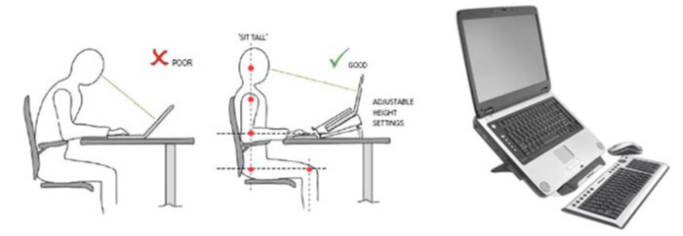 POOR
'SIT TALL'
GOOD
ADJUSTABLE
HEIGHT
SETTINGS